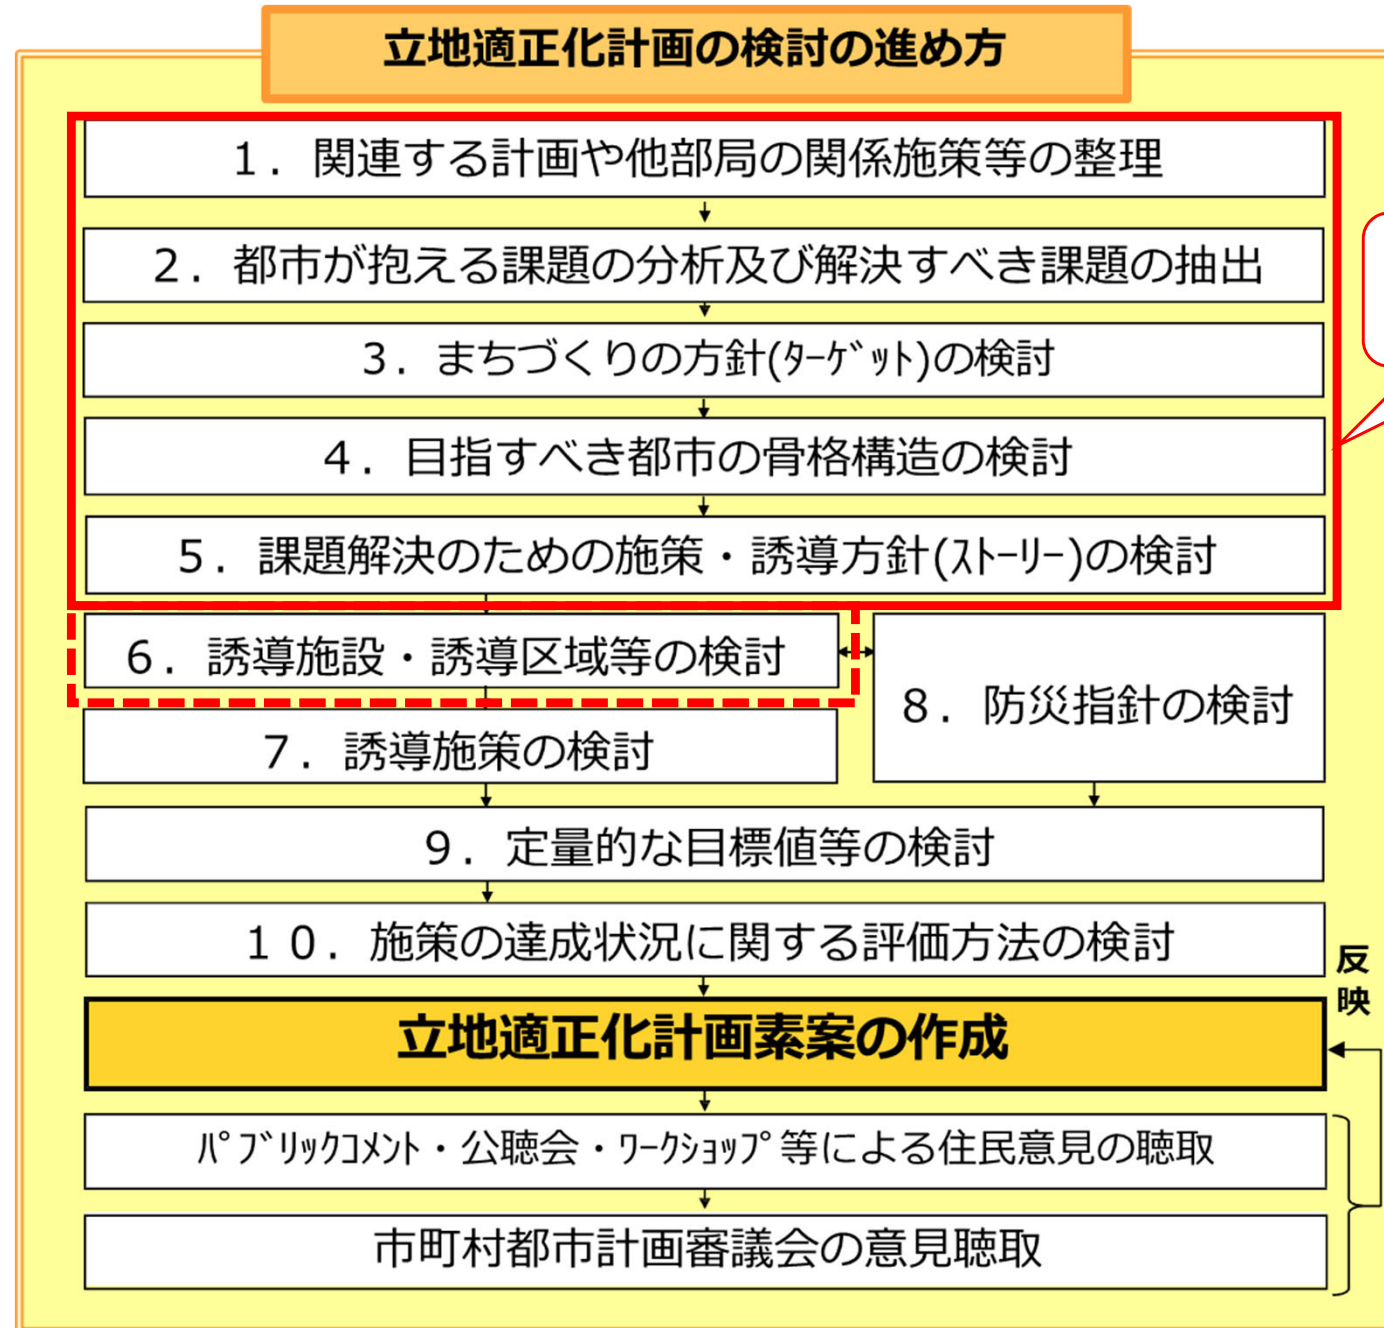 立地適正化計画の検討の進め方
１．関連する計画や他部局の関係施策等の整理
２．都市が抱える課題の分析及び解決すべき課題の抽出
３．まちづくりの方針(ﾀｰｹﾞｯﾄ)の検討
４．目指すべき都市の骨格構造の検討
５．課題解決のための施策・誘導方針(ｽﾄｰﾘｰ)の検討
６．誘導施設・誘導区域等の検討
８．防災指針の検討
７．誘導施策の検討
９．定量的な目標値等の検討
１０．施策の達成状況に関する評価方法の検討
反映
立地適正化計画素案の作成
ﾊﾟﾌﾞﾘｯｸｺﾒﾝﾄ・公聴会・ﾜｰｸｼｮｯﾌﾟ等による住民意見の聴取
市町村都市計画審議会の意見聴取